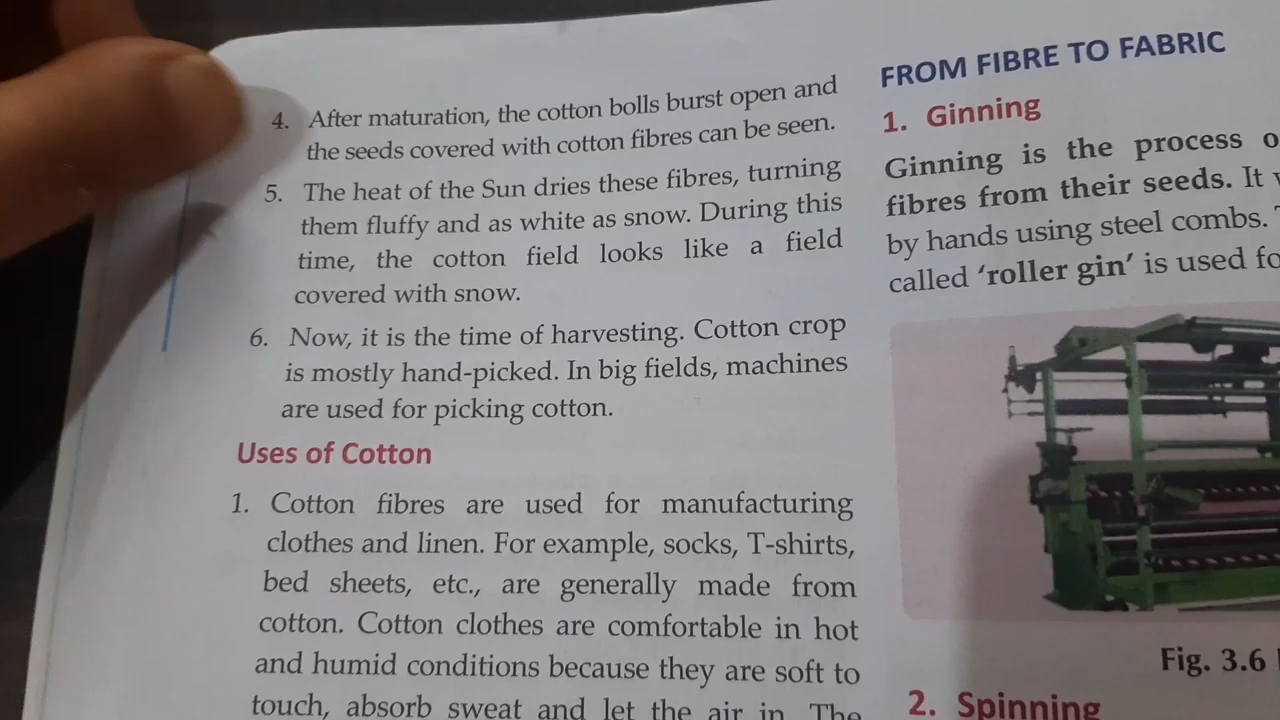 4. After maturation, the cotton bolls burst open and
the seeds covered with cotton fibres can be seen.
5. The heat of the Sun dries these fibres, turning
them fluffy and as white as snow. During this
time, the cotton field looks like a field
covered with snow.
6. Now, it is the time of harvesting. Cotton crop
is mostly hand-picked. In big fields, machines
are used for picking cotton.
Uses of Cotton
1. Cotton fibres are used for manufacturing
clothes and linen. For example, socks, T-shirts,
bed sheets, etc., are generally made from
cotton. Cotton clothes are comfortable in hot
and humid conditions because they are soft to
touch, absorb sweat and let the air in. The
FROM FIBRE TO FABRIC
1. Ginning
Ginning is the process
fibres from their seeds. It
by hands using steel combs.
called ‘roller gin’ is used
Fig. 3.6
2. Spinning